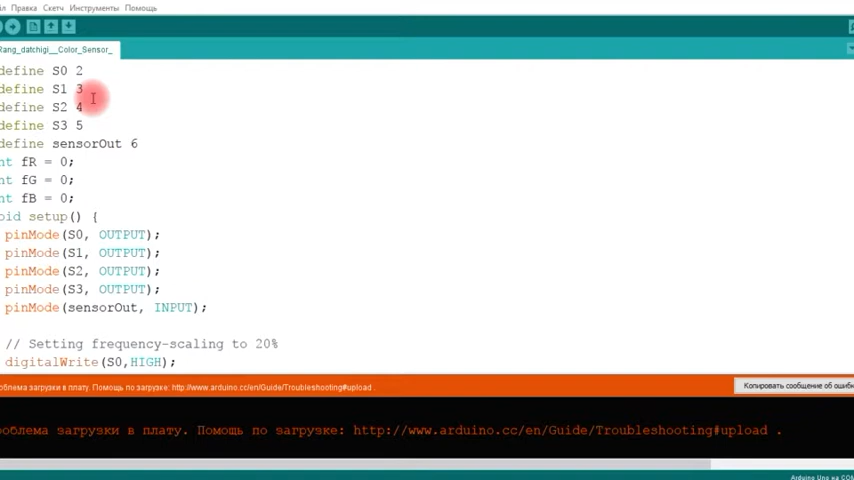 йл Правка Скетч Инструменты Помощь
Rang_datchigi__Color_Sensor_
define S0 2
define S1 3
define S2 4
define S3 5
define sensorOut 6
nt fR = 0;
nt fG = 0;
nt fB = 0;
oid setup() {
pinMode(S0, OUTPUT);
pinMode(S1, OUTPUT);
pinMode(S2, OUTPUT);
pinMode(S3, OUTPUT);
pinMode(sensorOut, INPUT);
// Setting frequency-scaling to 20%
digitalWrite(S0,HIGH);
облема загрузки в плату. Помощь по загрузке: http://www.arduino.cc/en/Guide/Troubleshooting#upload .
Копировать сообщение об ошибк
облема загрузки в плату. Помощь по загрузке: http://www.arduino.cc/en/Guide/Troubleshooting#upload .
Arduino Uno на COM